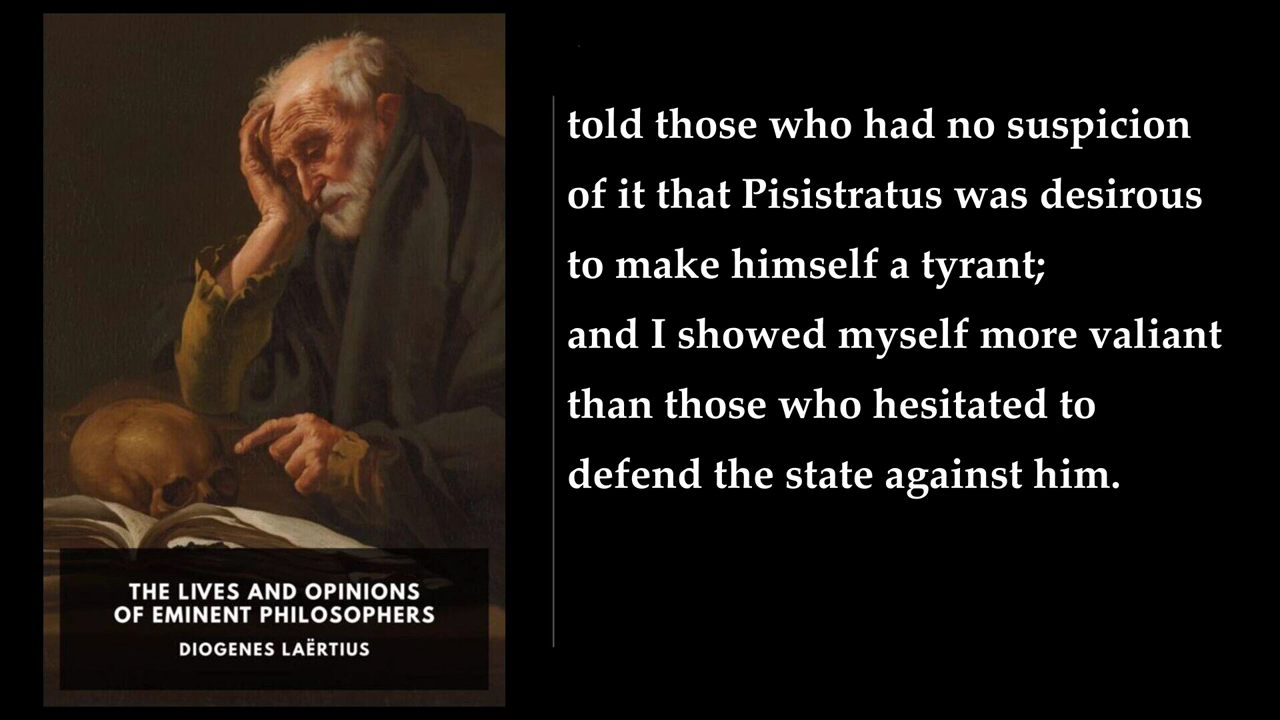 told those who had no suspicion
of it that Pisistratus was desirous
to make himself a tyrant;
and I showed myself more valiant
than those who hesitated to
defend the state against him.
THE LIVES AND OPINIONS
OF EMINENT PHILOSOPHERS
DIOGENES LAËRTIUS